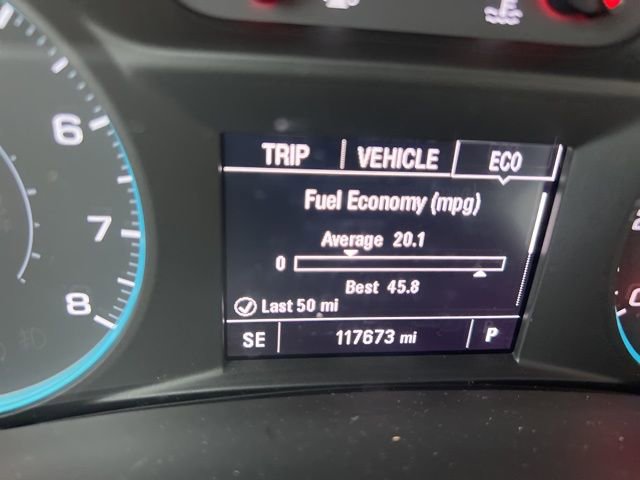 6
7
8
TRIP VEHICLE ECO
Fuel Economy (mpg)
Average 20.1
0
Best 45.8
Last 50 mi
SE 117673 mi P